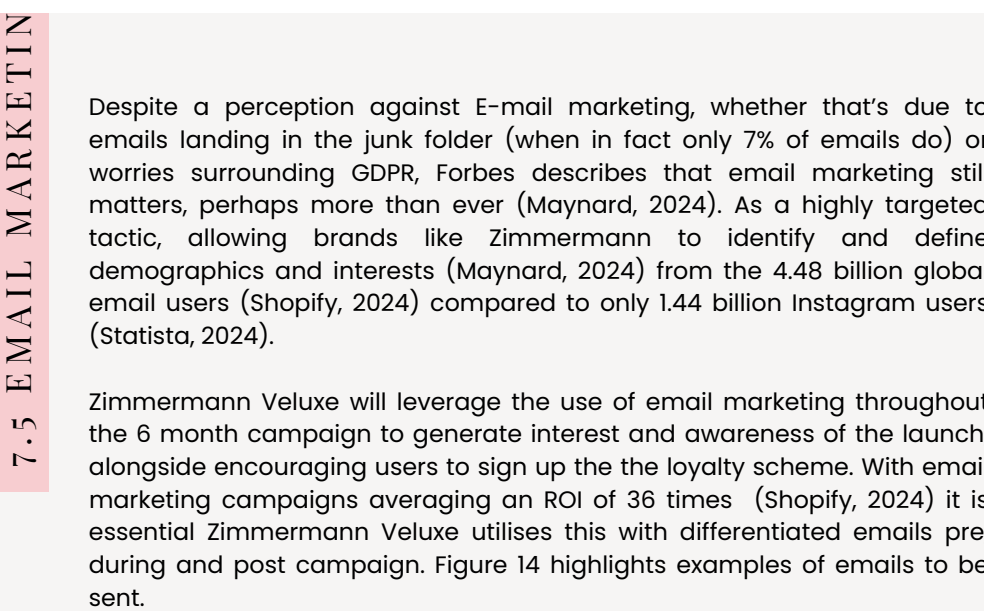 7.5 EMAIL MARKETIN
Despite a perception against E-mail marketing, whether that's due to
emails landing in the junk folder (when in fact only 7% of emails do) or
worries surrounding GDPR, Forbes describes that email marketing still
matters, perhaps more than ever (Maynard, 2024). As a highly targeted
tactic, allowing brands like Zimmermann to identify and define
demographics and interests (Maynard, 2024) from the 4.48 billion globa
email users (Shopify, 2024) compared to only 1.44 billion Instagram users
(Statista, 2024).
Zimmermann Veluxe will leverage the use of email marketing throughout
the 6 month campaign to generate interest and awareness of the launch
alongside encouraging users to sign up the the loyalty scheme. With emai
marketing campaigns averaging an ROI of 36 times (Shopify, 2024) it is
essential Zimmermann Veluxe utilises this with differentiated emails pre
during and post campaign. Figure 14 highlights examples of emails to be
sent.